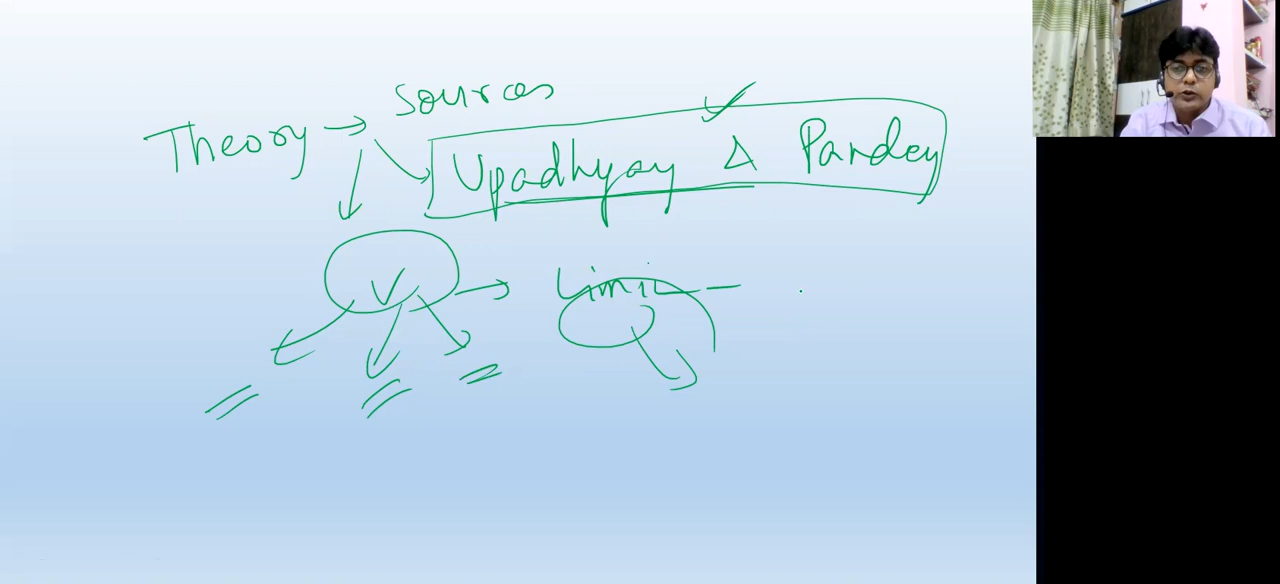 Sources
Theory →
Upadhyay & Pandey
V → Limit -